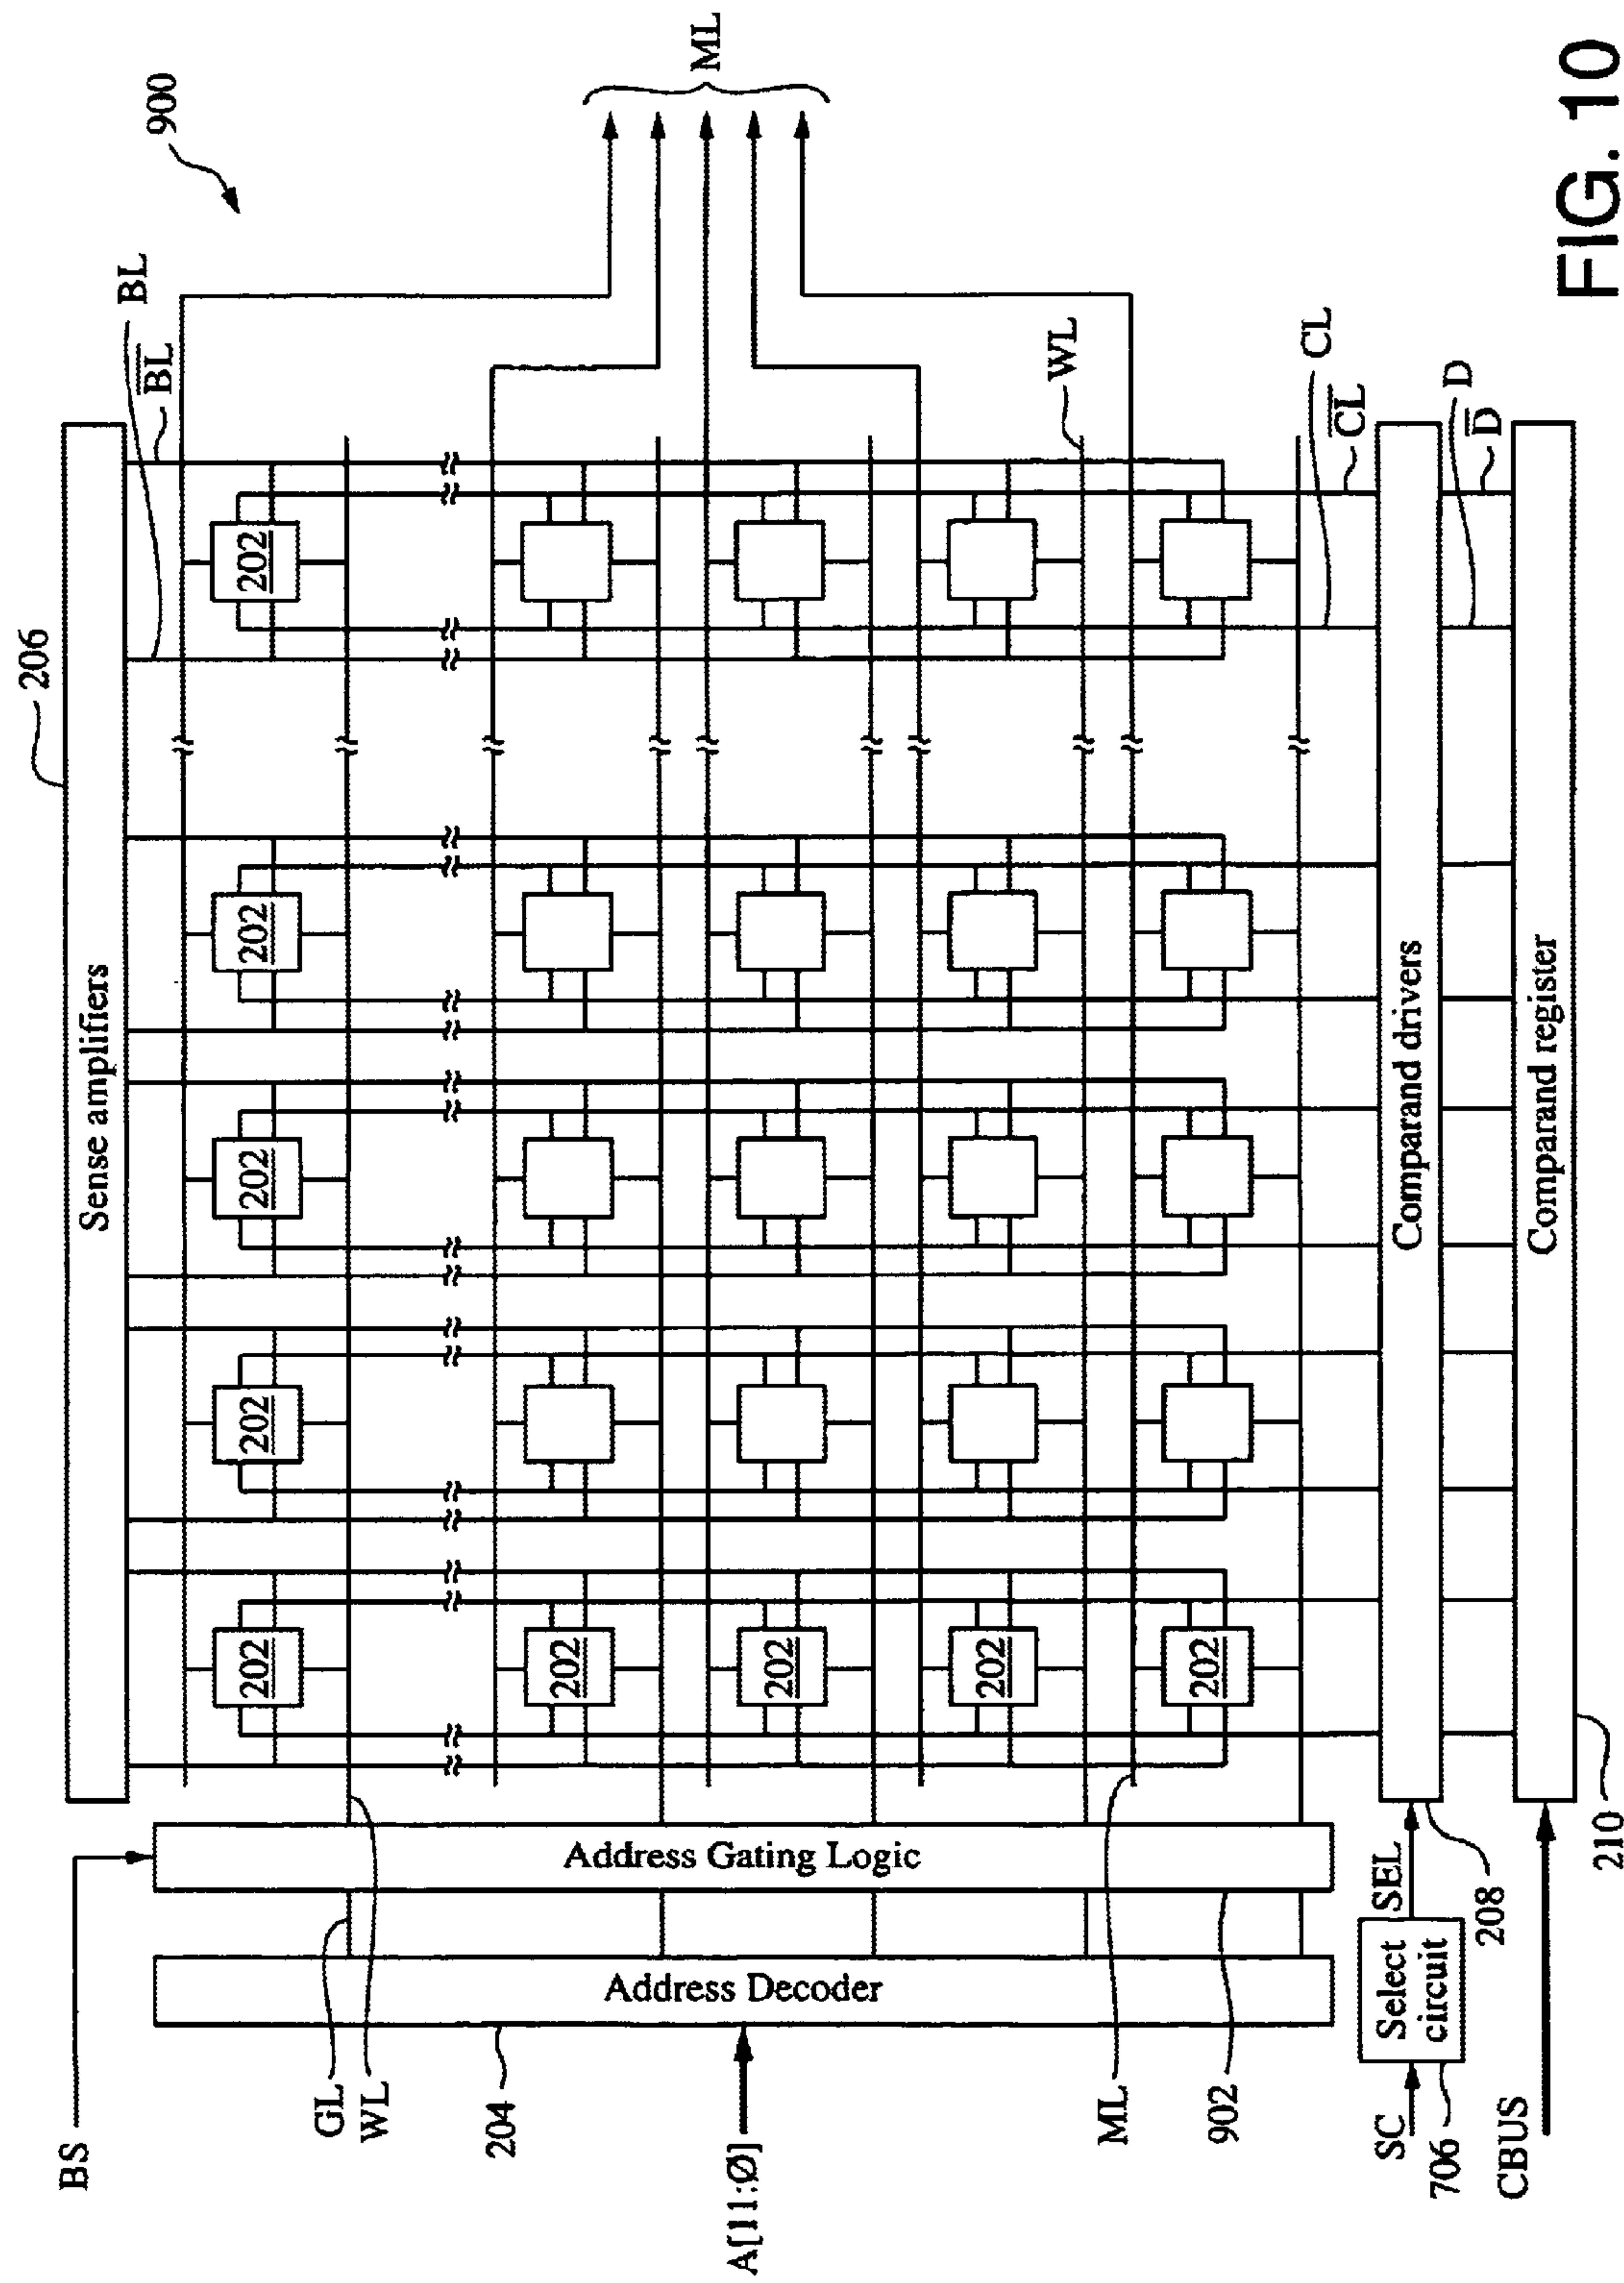 900
206
BL
B̅L̅
Sense amplifiers
ML
BS
GL
WL
204
A[11:Ø]
Address Decoder
Address Gating Logic
202
202
202
202
202
202
202
202
202
WL
ML
902
CL
C̅L̅
SC
706
Select
circuit
SEL
208
Comparand drivers
D
D̅
CBUS
210
Comparand register
FIG. 10